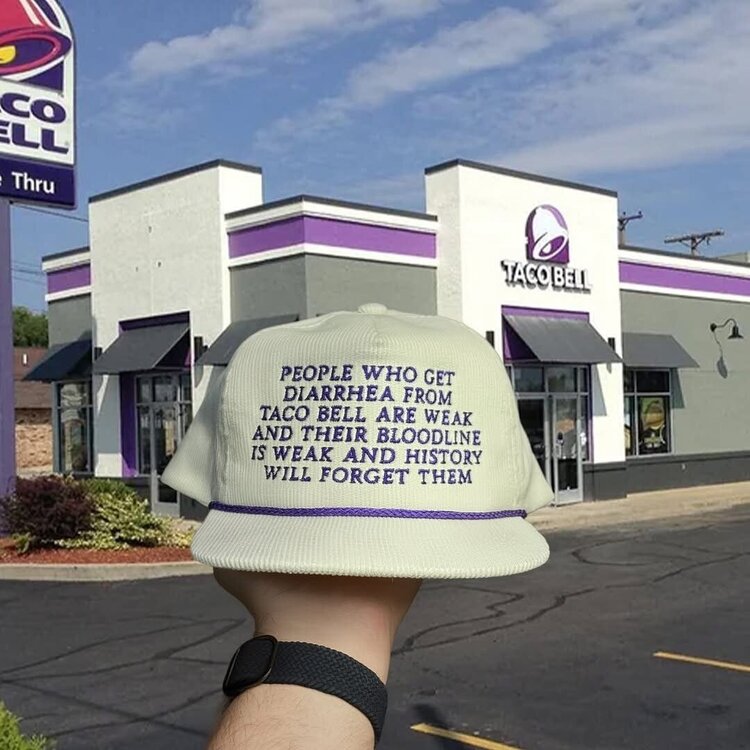 TACO
BELL
Thru
TACO BELL
PEOPLE WHO GET
DIARRHEA FROM
TACO BELL ARE WEAK
AND THEIR BLOODLINE
IS WEAK AND HISTORY
WILL FORGET THEM